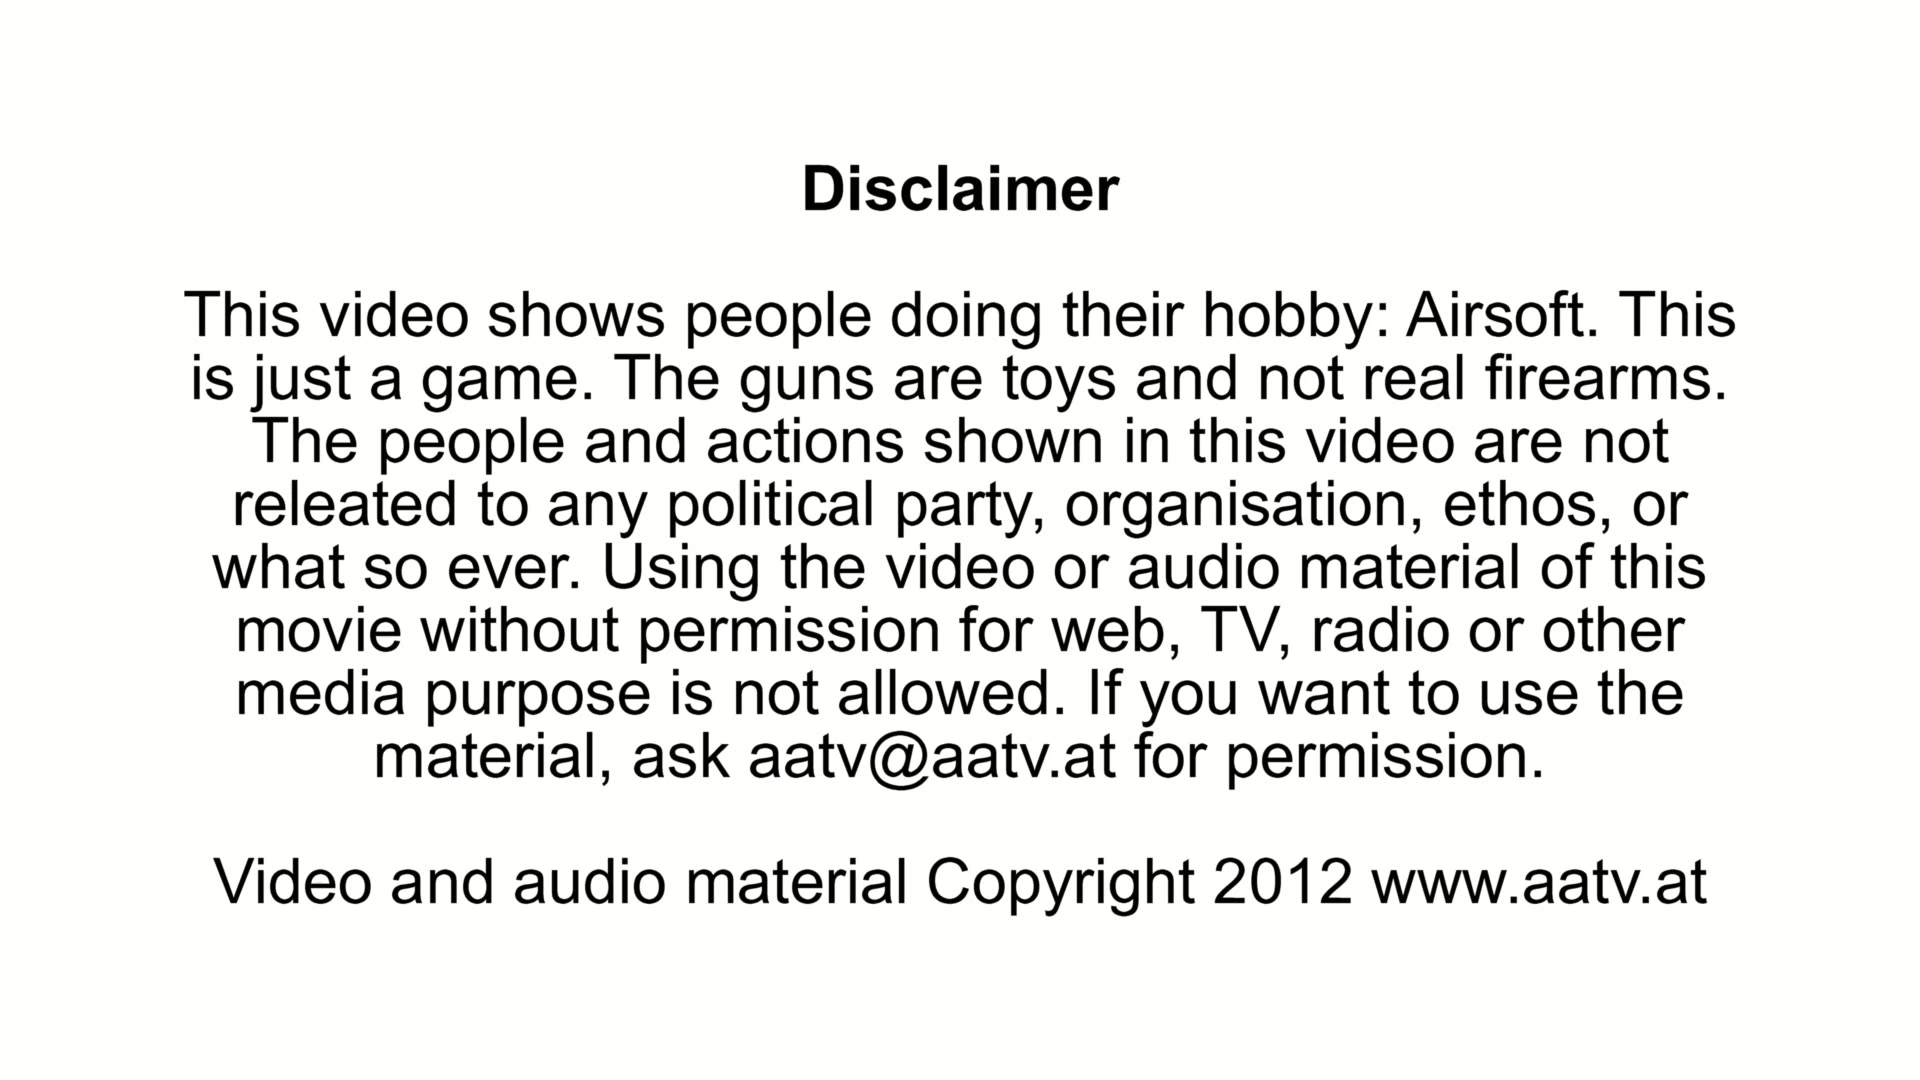 Disclaimer
This video shows people doing their hobby: Airsoft. This
is just a game. The guns are toys and not real firearms.
The people and actions shown in this video are not
releated to any political party, organisation, ethos, or
what so ever. Using the video or audio material of this
movie without permission for web, TV, radio or other
media purpose is not allowed. If you want to use the
material, ask aatv@aatv.at for permission.
Video and audio material Copyright 2012 www.aatv.at